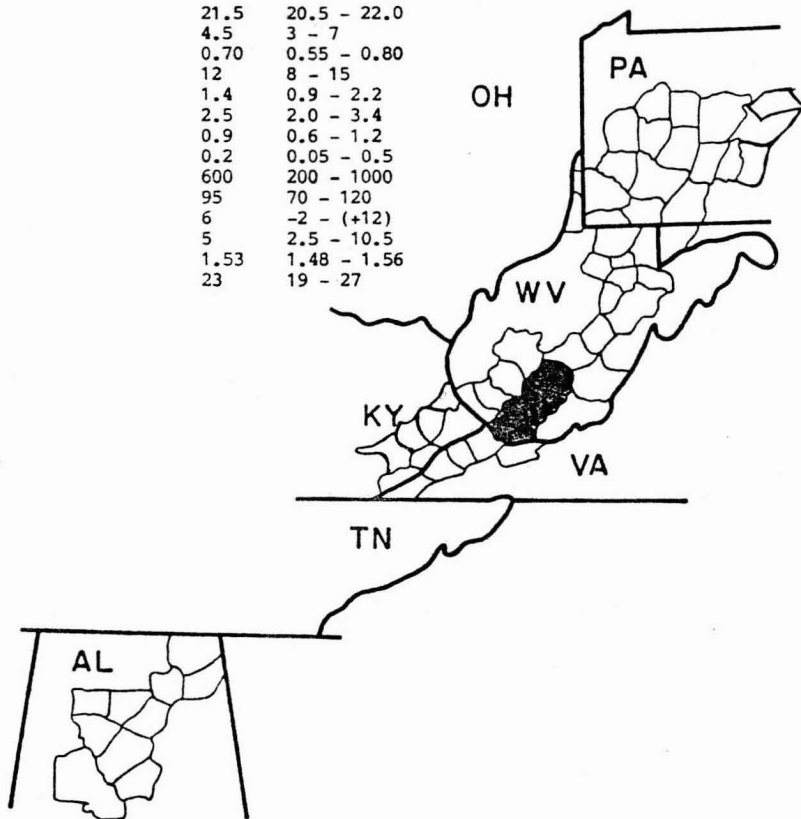 21.5 20.5 - 22.0
4.5 3 - 7
0.70 0.55 - 0.80
12 8 - 15
1.4 0.9 - 2.2
2.5 2.0 - 3.4
0.9 0.6 - 1.2
0.2 0.05 - 0.5
600 200 - 1000
95 70 - 120
6 -2 - (+12)
5 2.5 - 10.5
1.53 1.48 - 1.56
23 19 - 27
PA
OH
WV
KY
VA
TN
AL